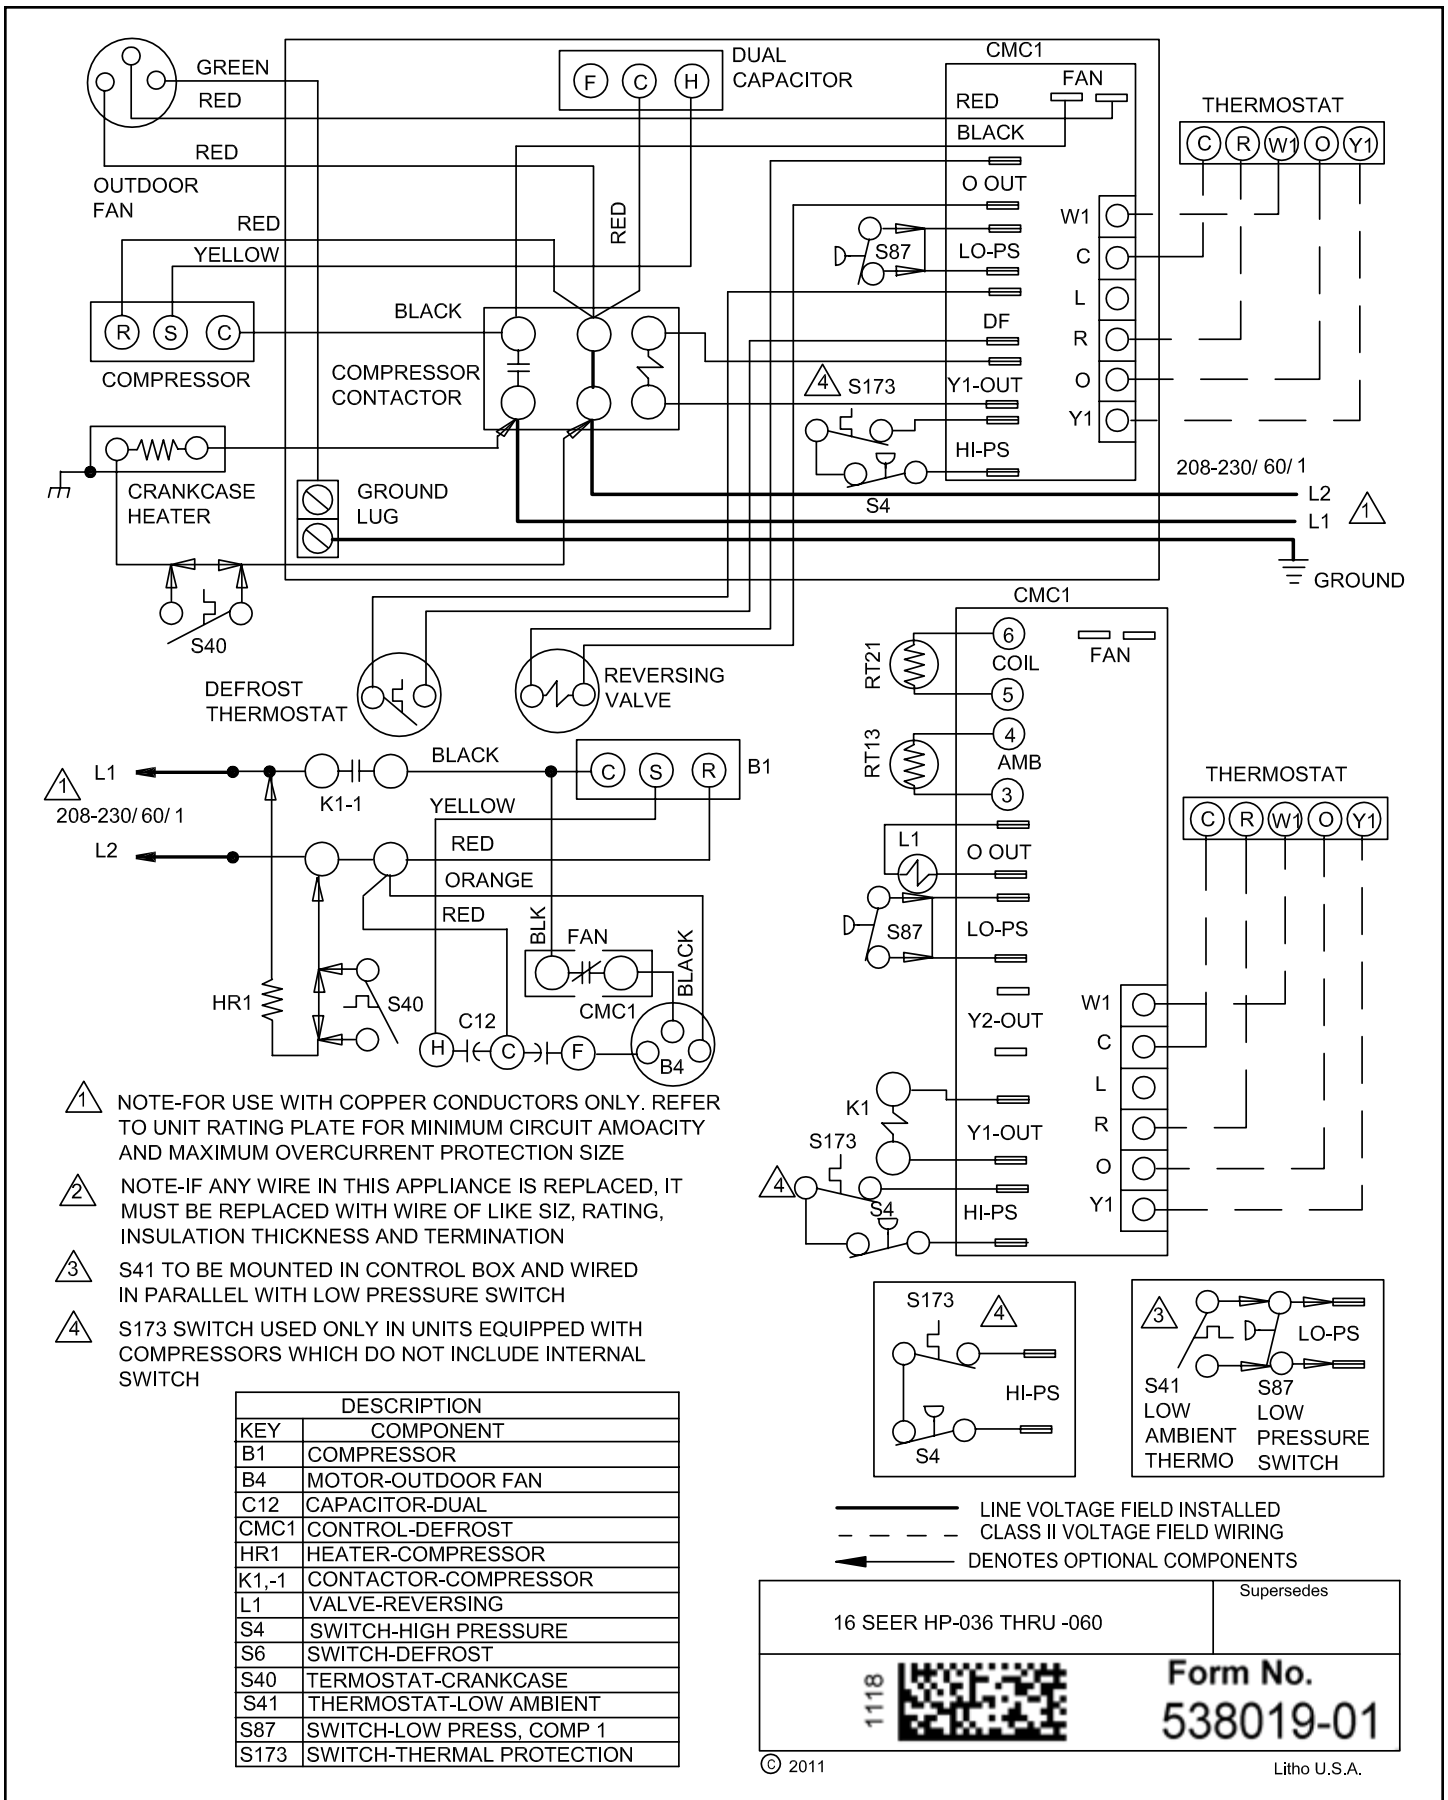 GREEN
RED
RED
OUTDOOR
FAN
RED
YELLOW
R S C
COMPRESSOR
BLACK
F C H
DUAL
CAPACITOR
RED
COMPRESSOR
CONTACTOR
CRANKCASE
HEATER
GROUND
LUG
S40
CMC1
FAN
RED
BLACK
O OUT
S87
LO-PS
DF
4 S173
Y1-OUT
HI-PS
S4
W1
C
L
R
O
Y1
THERMOSTAT
C R W1 O Y1
208-230/ 60/ 1
L2
L1
1
GROUND
DEFROST
THERMOSTAT
REVERSING
VALVE
L1
1
208-230/ 60/ 1
L2
K1-1
BLACK
C S R
B1
YELLOW
RED
ORANGE
RED
BLK
FAN
BLACK
CMC1
HR1
S40
C12
H C F
B4
CMC1
RT21
6
COIL
5
FAN
RT13
4
AMB
3
L1
O OUT
S87
LO-PS
Y2-OUT
K1
Y1-OUT
S173
4
S4
HI-PS
W1
C
L
R
O
Y1
THERMOSTAT
C R W1 O Y1
1 NOTE-FOR USE WITH COPPER CONDUCTORS ONLY. REFER
TO UNIT RATING PLATE FOR MINIMUM CIRCUIT AMOACITY
AND MAXIMUM OVERCURRENT PROTECTION SIZE
2 NOTE-IF ANY WIRE IN THIS APPLIANCE IS REPLACED, IT
MUST BE REPLACED WITH WIRE OF LIKE SIZ, RATING,
INSULATION THICKNESS AND TERMINATION
3 S41 TO BE MOUNTED IN CONTROL BOX AND WIRED
IN PARALLEL WITH LOW PRESSURE SWITCH
4 S173 SWITCH USED ONLY IN UNITS EQUIPPED WITH
COMPRESSORS WHICH DO NOT INCLUDE INTERNAL
SWITCH
S173 4
HI-PS
S4
3
LO-PS
S41
LOW
AMBIENT
THERMO
S87
LOW
PRESSURE
SWITCH
DESCRIPTION
KEY COMPONENT
B1 COMPRESSOR
B4 MOTOR-OUTDOOR FAN
C12 CAPACITOR-DUAL
CMC1 CONTROL-DEFROST
HR1 HEATER-COMPRESSOR
K1,-1 CONTACTOR-COMPRESSOR
L1 VALVE-REVERSING
S4 SWITCH-HIGH PRESSURE
S6 SWITCH-DEFROST
S40 TERMOSTAT-CRANKCASE
S41 THERMOSTAT-LOW AMBIENT
S87 SWITCH-LOW PRESS, COMP 1
S173 SWITCH-THERMAL PROTECTION
LINE VOLTAGE FIELD INSTALLED
CLASS II VOLTAGE FIELD WIRING
DENOTES OPTIONAL COMPONENTS
16 SEER HP-036 THRU -060
Supersedes
1118
Form No.
538019-01
© 2011
Litho U.S.A.